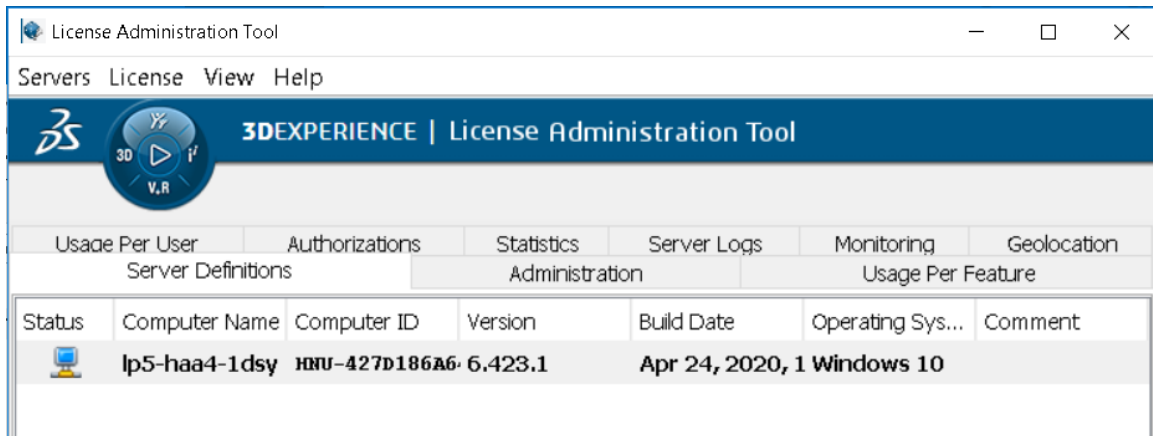 License Administration Tool
Servers License View Help
3DEXPERIENCE | License Administration Tool
3D i' V.R
Usage Per User Authorizations Statistics Server Logs Monitoring Geolocation
Server Definitions Administration Usage Per Feature
Status Computer Name Computer ID Version Build Date Operating Sys... Comment
lp5-haa4-1dsy HNU-427D186A6 6.423.1 Apr 24, 2020, 1 Windows 10